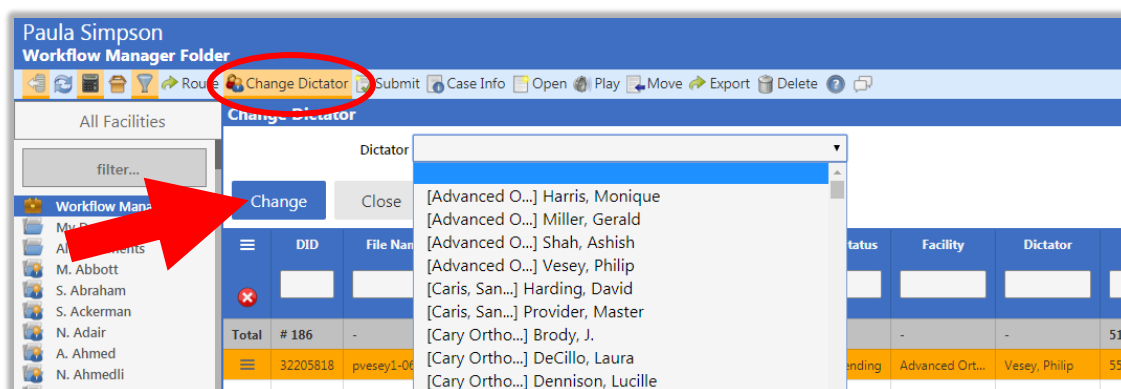 Paula Simpson
Workflow Manager Folder
Route Change Dictator Submit Case Info Open Play Move Export Delete
All Facilities
Change Dictator
Dictator
filter...
Change Close
[Advanced O...] Harris, Monique
[Advanced O...] Miller, Gerald
[Advanced O...] Shah, Ashish
[Advanced O...] Vesey, Philip
[Caris, San...] Harding, David
[Caris, San...] Provider, Master
[Cary Ortho...] Brody, J.
[Cary Ortho...] DeCillo, Laura
[Cary Ortho...] Dennison, Lucille
Workflow Mana
M. Abbott
S. Abraham
S. Ackerman
N. Adair
A. Ahmed
N. Ahmedli
DID File Nam tatus Facility Dictator
Total # 186 - - - 51
32205818 pvesey1-06 ending Advanced Ort... Vesey, Philip 55